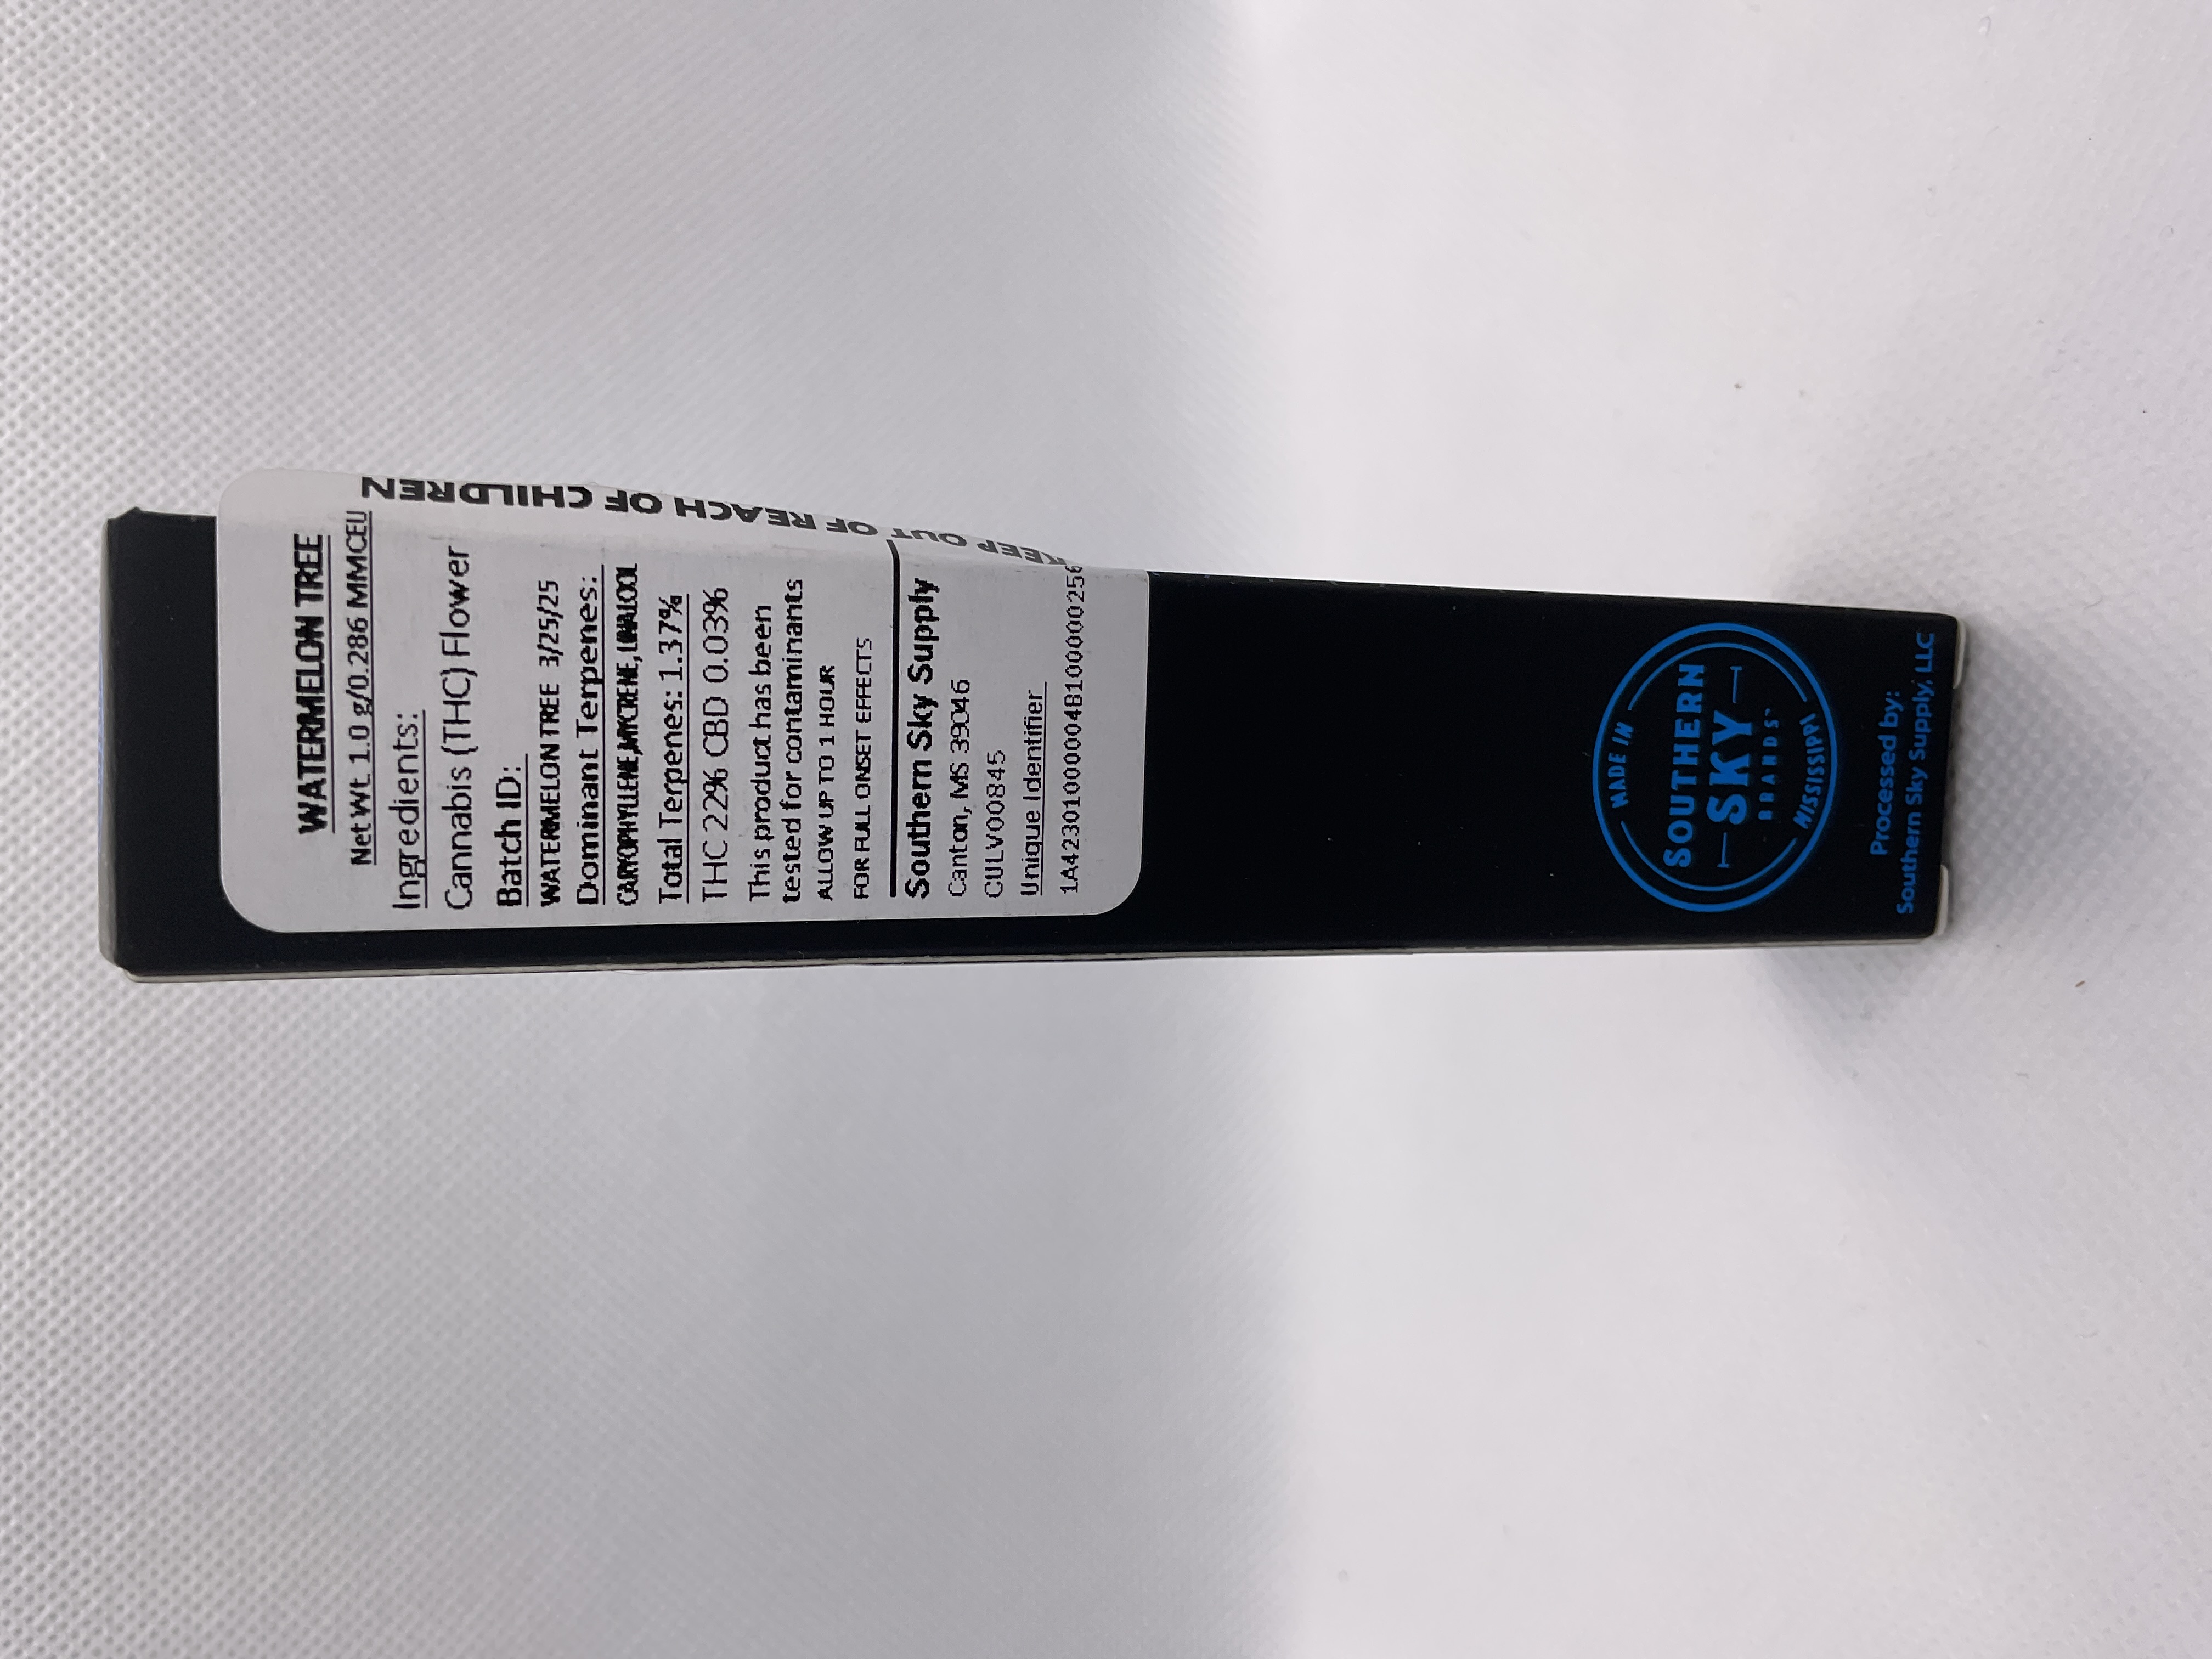 WATERMELON TREE
Net Wt. 1.0 g/0.286 MMCEU
Ingredients:
Cannabis (THC) Flower
Batch ID:
WATERMELON TREE 3/25/25
Dominant Terpenes:
CARYOPHYLLENE,MYCRENE, LINALOOL
Total Terpenes: 1.37%
THC 22% CBD 0.03%
This product has been
tested for contaminants
ALLOW UP TO 1 HOUR
FOR FULL ONSET EFFECTS
Southern Sky Supply
Canton, MS 39046
CULV00845
Unique Identifier
KEEP OUT OF REACH OF CHILDREN
MADE IN
SOUTHERN
SKY
BRANDS™
MISSISSIPPI
Processed by:
Southern Sky Supply, LLC